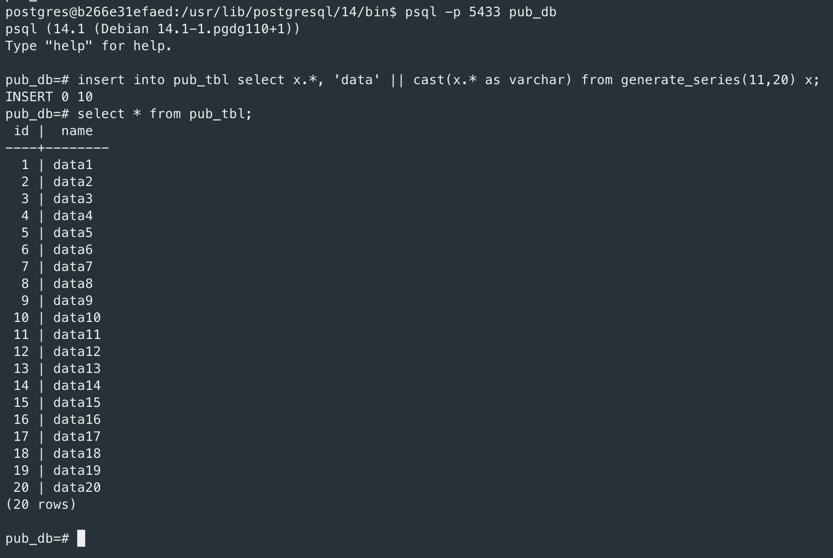 postgres@b266e31efaed:/usr/lib/postgresql/14/bin$ psql -p 5433 pub_db
psql (14.1 (Debian 14.1-1.pgdg110+1))
Type "help" for help.

pub_db=# insert into pub_tbl select x.*, 'data' || cast(x.* as varchar) from generate_series(11,20) x;
INSERT 0 10
pub_db=# select * from pub_tbl;
 id |  name
----+--------
  1 | data1
  2 | data2
  3 | data3
  4 | data4
  5 | data5
  6 | data6
  7 | data7
  8 | data8
  9 | data9
 10 | data10
 11 | data11
 12 | data12
 13 | data13
 14 | data14
 15 | data15
 16 | data16
 17 | data17
 18 | data18
 19 | data19
 20 | data20
(20 rows)

pub_db=#